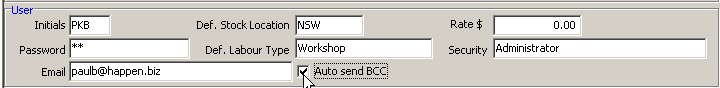 User
Initials PKB Def. Stock Location NSW Rate $ 0.00
Password ** Def. Labour Type Workshop Security Administrator
Email paulb@happen.biz Auto send BCC